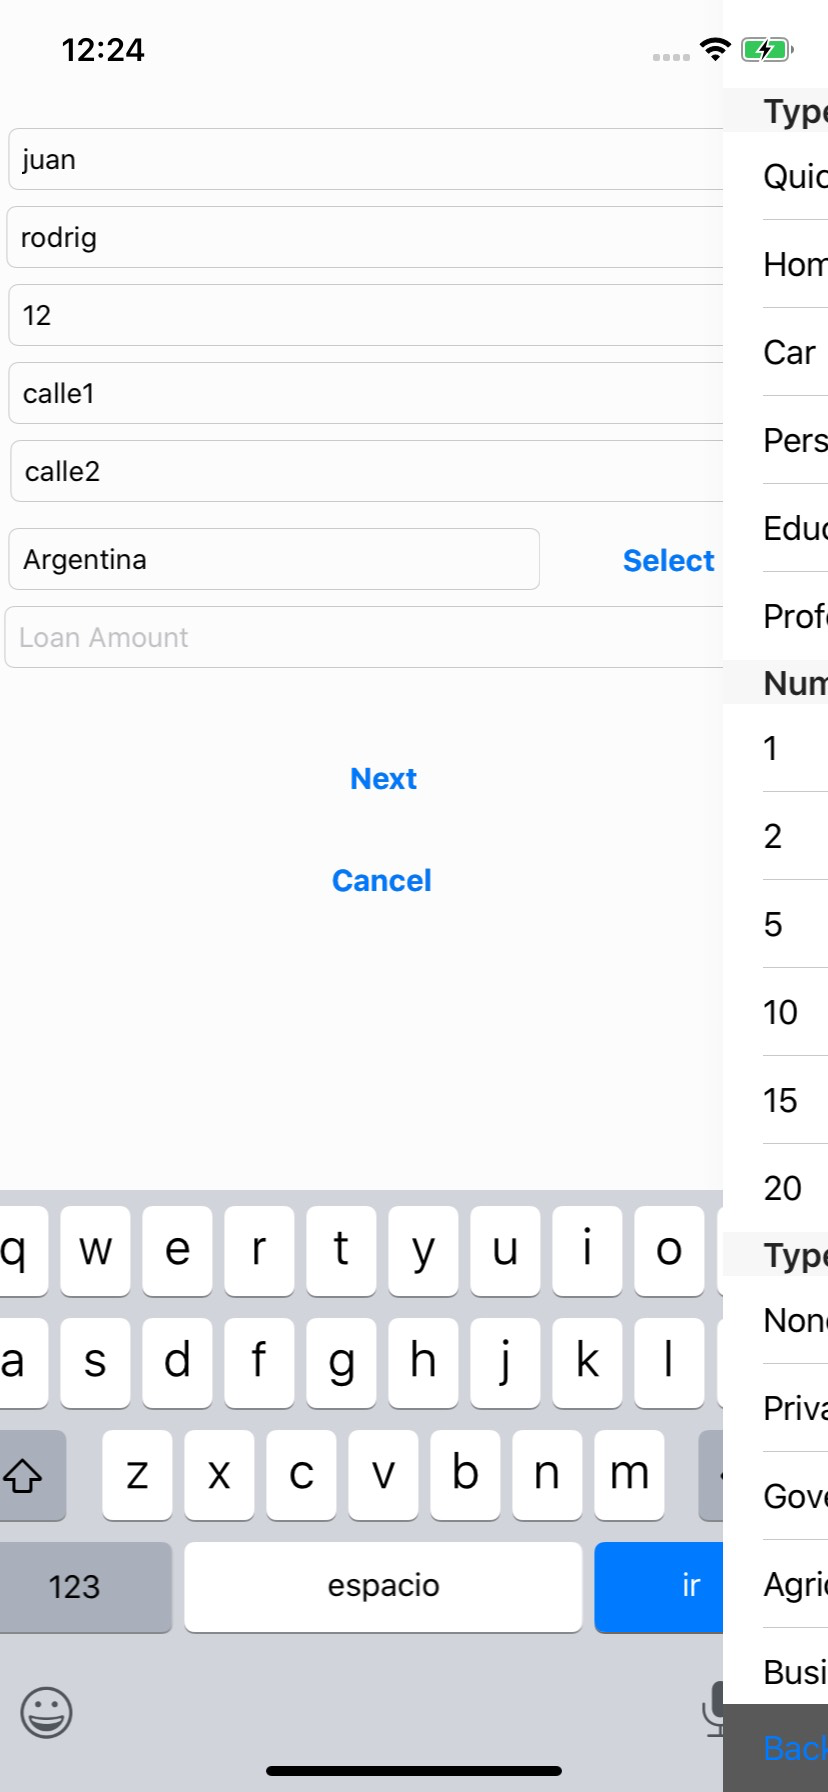 12:24
juan
rodrig
12
calle1
calle2
Argentina
Select
Loan Amount
Next
Cancel
q w e r t y u i o
a s d f g h j k l
z x c v b n m
123 espacio ir
Type
Quic
Hom
Car
Pers
Educ
Profe
Num
1
2
5
10
15
20
Type
None
Priva
Gove
Agric
Busi
Back